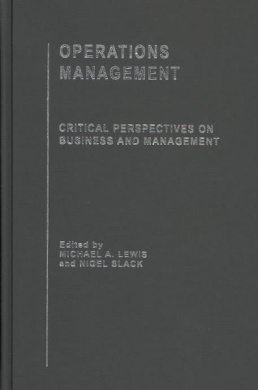 OPERATIONS
MANAGEMENT
CRITICAL PERSPECTIVES ON
BUSINESS AND MANAGEMENT
Edited by
MICHAEL A. LEWIS
and NIGEL SLACK